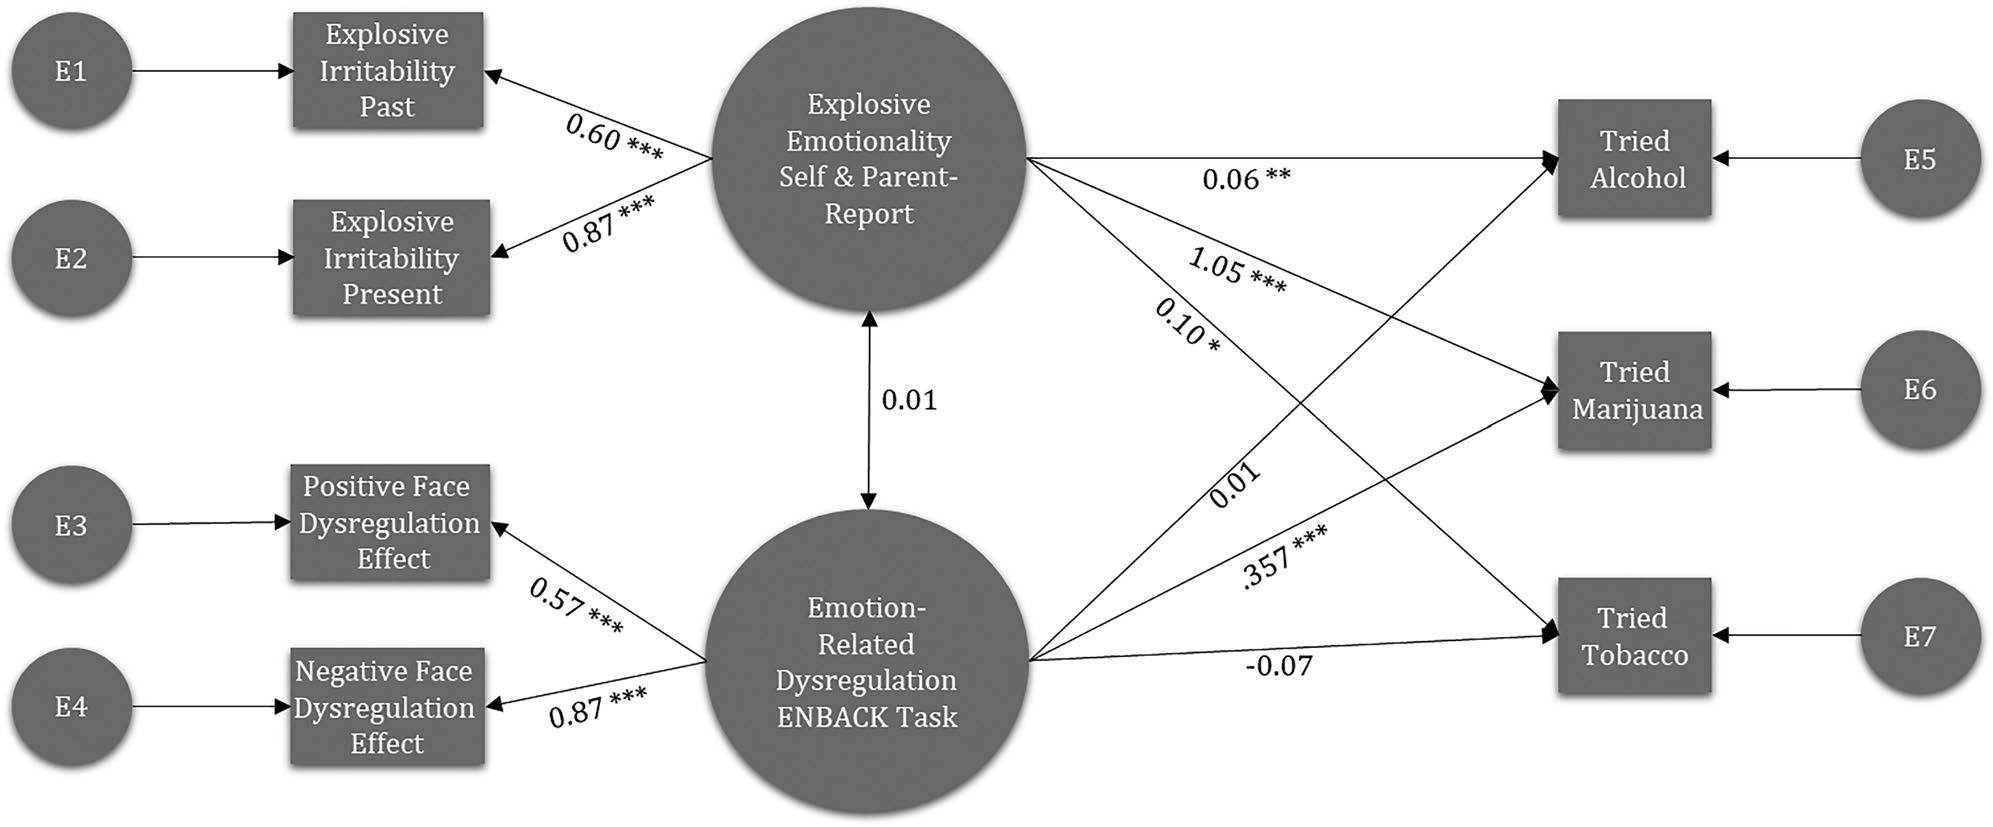 E1
Explosive
Irritability
Past
E2
Explosive
Irritability
Present
E3
Positive Face
Dysregulation
Effect
E4
Negative Face
Dysregulation
Effect
0.60 ***
0.87 ***
0.57 ***
0.87 ***
Explosive
Emotionality
Self & Parent-
Report
0.01
Emotion-
Related
Dysregulation
ENBACK Task
0.06 **
1.05 ***
0.10 *
0.01
.357 ***
-0.07
Tried
Alcohol
E5
Tried
Marijuana
E6
Tried
Tobacco
E7